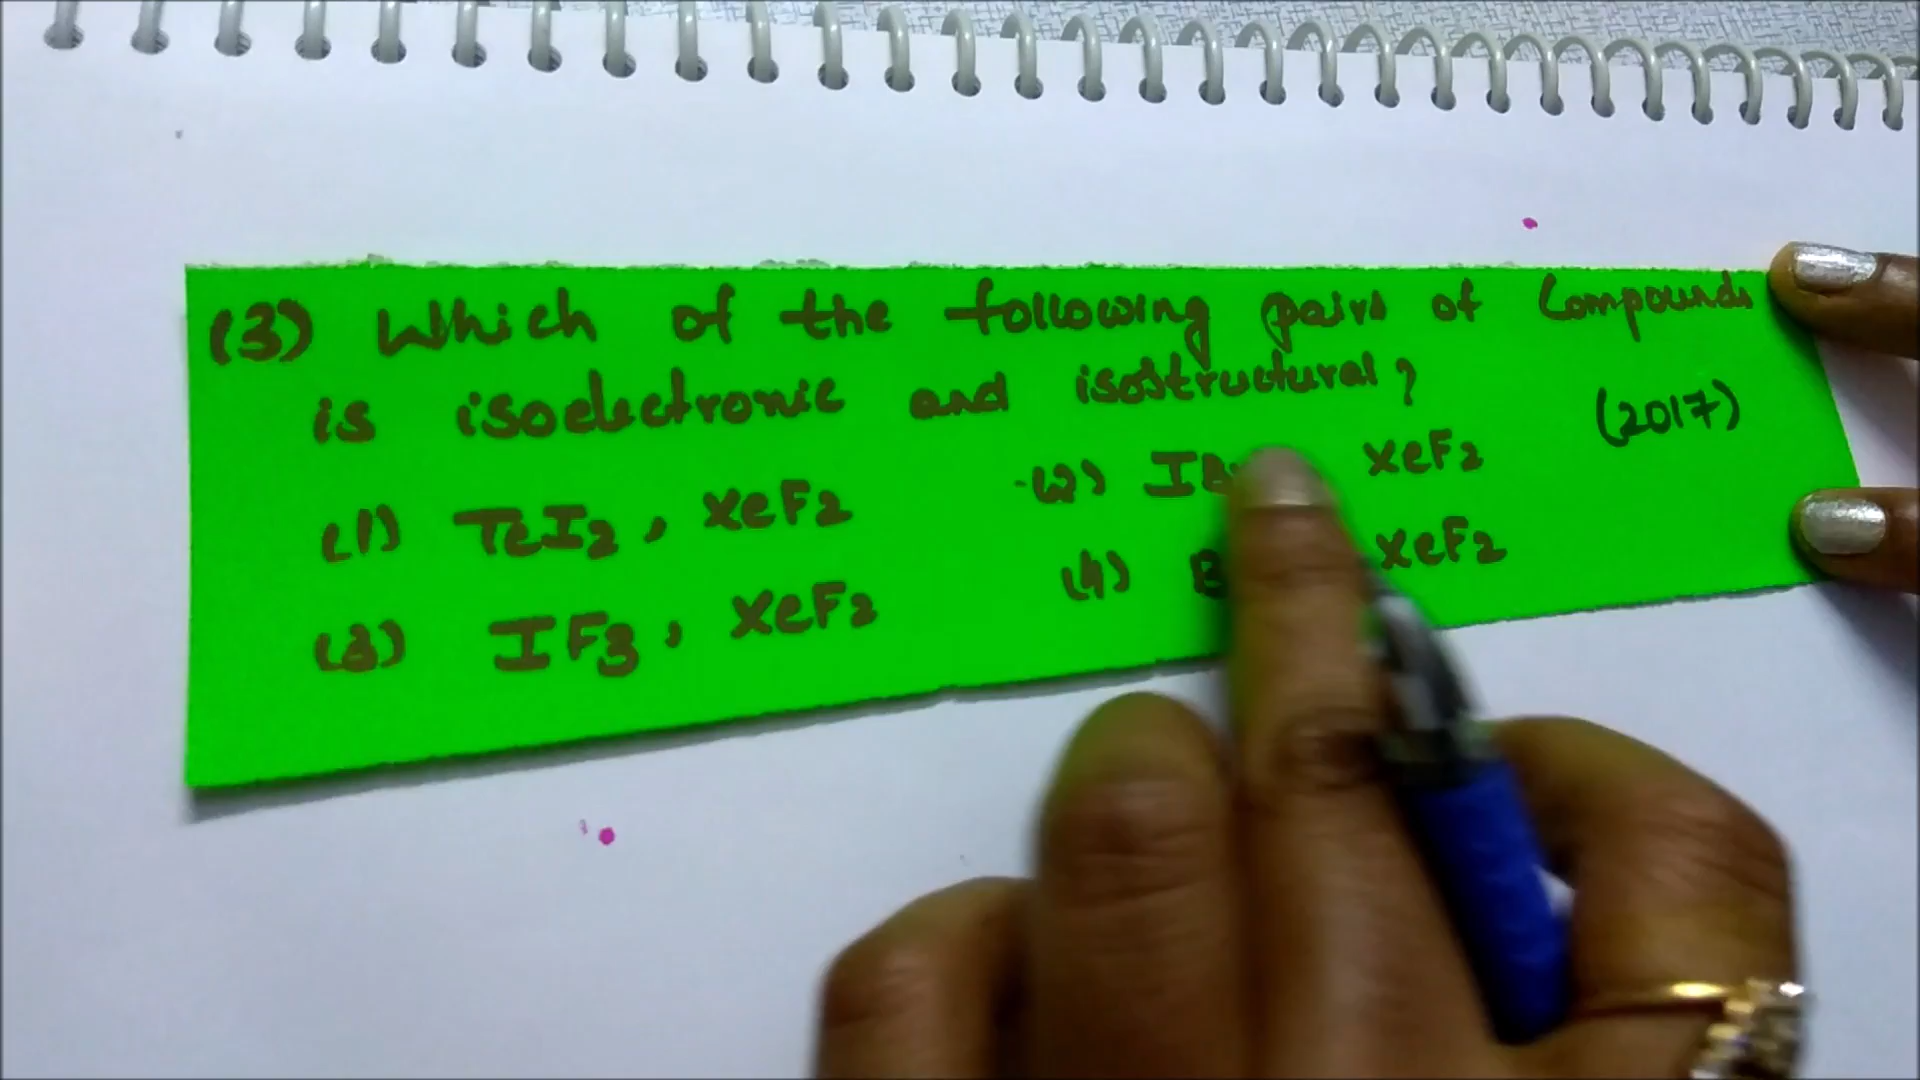 (3) Which of the following pairs of Compounds
is isoelectronic and isostructural?
(2017)
(1) TeI2, XeF2 (2) IB XeF2
(3) IF3, XeF2 (4) B XeF2